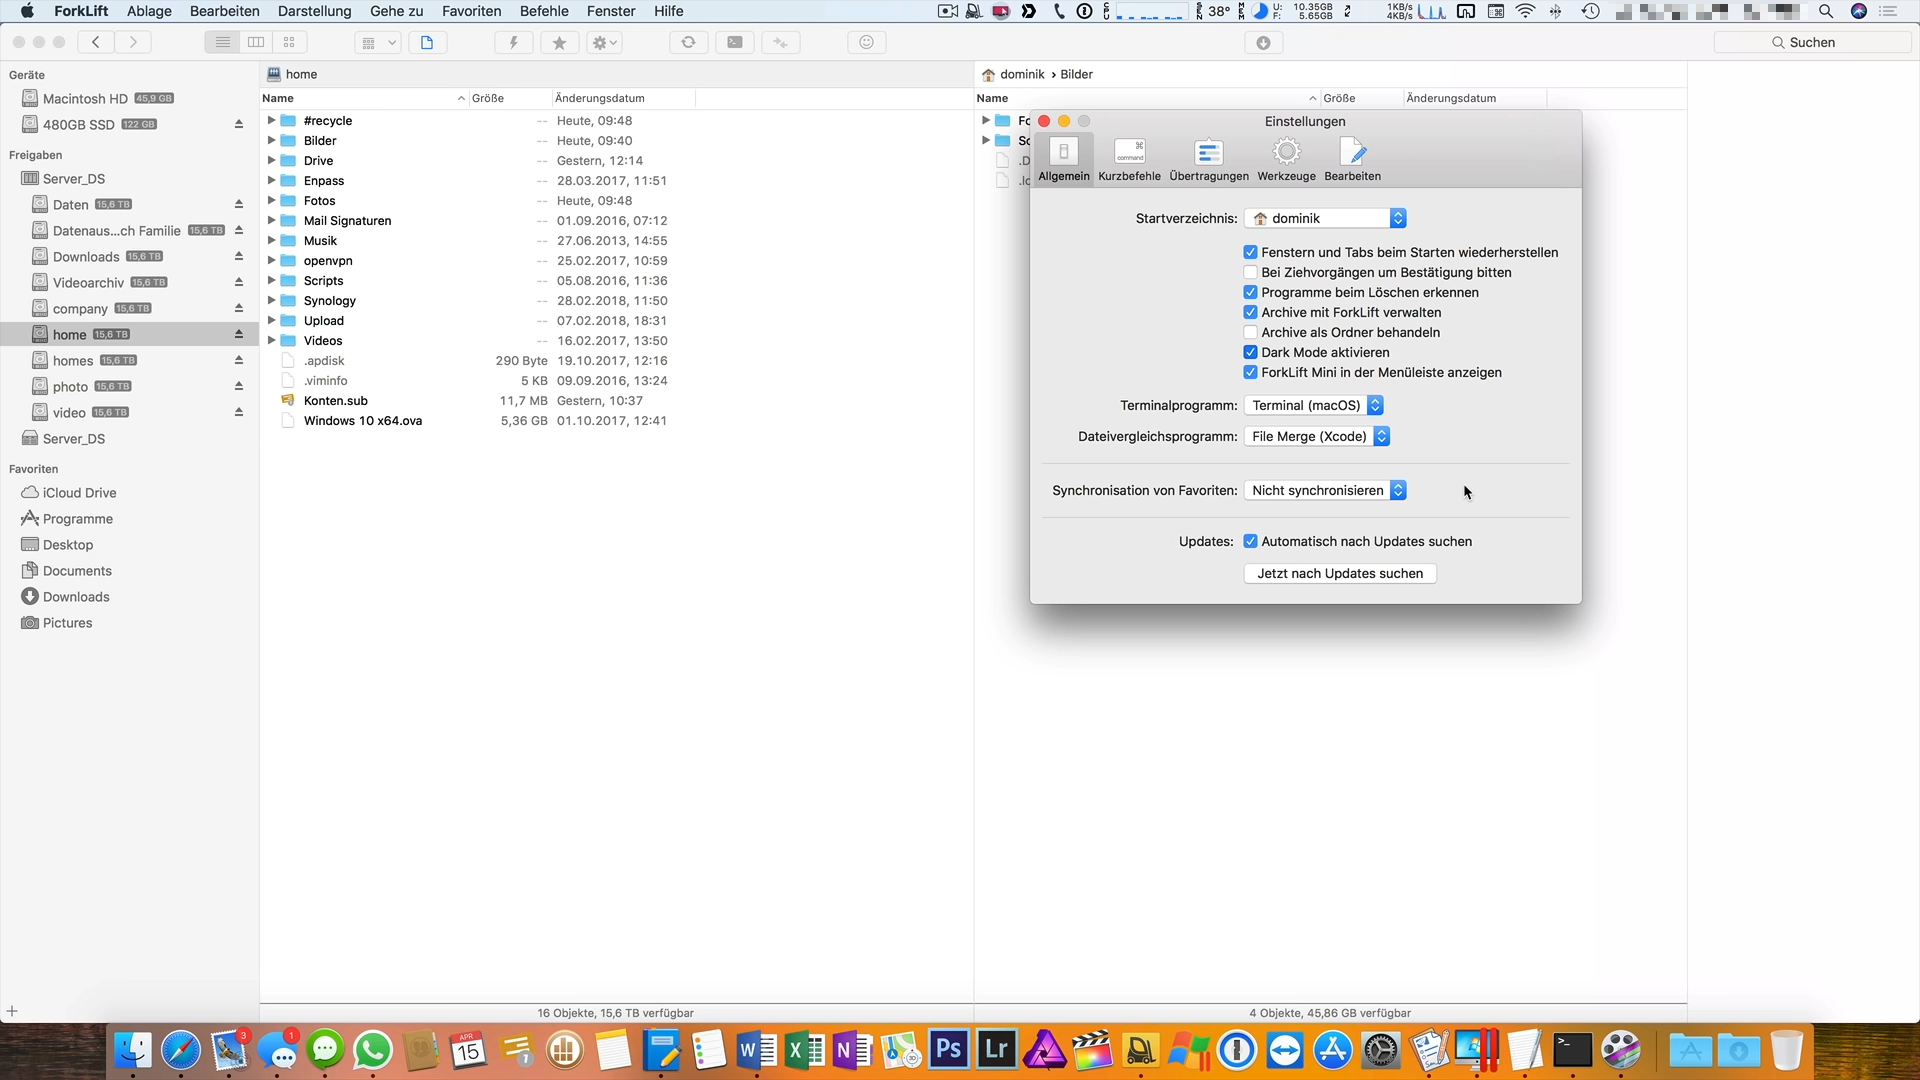 ForkLift Ablage Bearbeiten Darstellung Gehe zu Favoriten Befehle Fenster Hilfe
38° U: 10.35GB F: 5.65GB 1KB/s 4KB/s
Suchen
Geräte
Macintosh HD 45,9 GB
480GB SSD 122 GB
Freigaben
Server_DS
Daten 15,6 TB
Datenaus...ch Familie 15,6 TB
Downloads 15,6 TB
Videoarchiv 15,6 TB
company 15,6 TB
home 15,6 TB
homes 15,6 TB
photo 15,6 TB
video 15,6 TB
Server_DS
Favoriten
iCloud Drive
Programme
Desktop
Documents
Downloads
Pictures
home
Name Größe Änderungsdatum
#recycle -- Heute, 09:48
Bilder -- Heute, 09:40
Drive -- Gestern, 12:14
Enpass -- 28.03.2017, 11:51
Fotos -- Heute, 09:48
Mail Signaturen -- 01.09.2016, 07:12
Musik -- 27.06.2013, 14:55
openvpn -- 25.02.2017, 10:59
Scripts -- 05.08.2016, 11:36
Synology -- 28.02.2018, 11:50
Upload -- 07.02.2018, 18:31
Videos -- 16.02.2017, 13:50
.apdisk 290 Byte 19.10.2017, 12:16
.viminfo 5 KB 09.09.2016, 13:24
Konten.sub 11,7 MB Gestern, 10:37
Windows 10 x64.ova 5,36 GB 01.10.2017, 12:41
16 Objekte, 15,6 TB verfügbar
dominik › Bilder
Name Größe Änderungsdatum
4 Objekte, 45,86 GB verfügbar
Einstellungen
Allgemein Kurzbefehle Übertragungen Werkzeuge Bearbeiten
Startverzeichnis: dominik
Fenstern und Tabs beim Starten wiederherstellen
Bei Ziehvorgängen um Bestätigung bitten
Programme beim Löschen erkennen
Archive mit ForkLift verwalten
Archive als Ordner behandeln
Dark Mode aktivieren
ForkLift Mini in der Menüleiste anzeigen
Terminalprogramm: Terminal (macOS)
Dateivergleichsprogramm: File Merge (Xcode)
Synchronisation von Favoriten: Nicht synchronisieren
Updates: Automatisch nach Updates suchen
Jetzt nach Updates suchen
3 1 APR 15 1 W X N Ps Lr